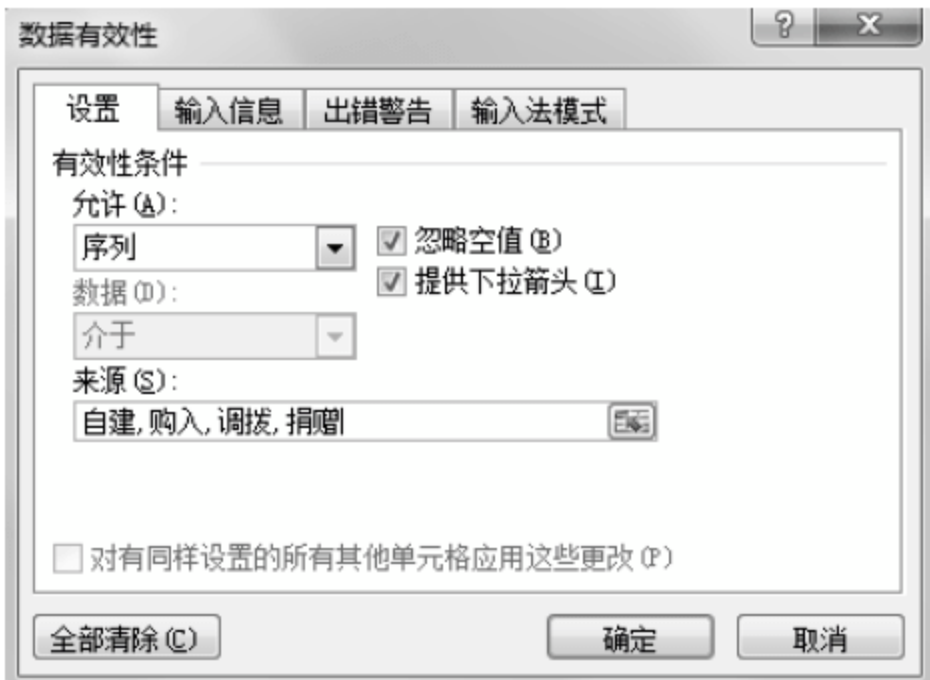 数据有效性
设置 输入信息 出错警告 输入法模式
有效性条件
允许(A):
序列 忽略空值(B)
数据(D): 提供下拉箭头(I)
介于
来源(S):
自建,购入,调拨,捐赠
对有同样设置的所有其他单元格应用这些更改(P)
全部清除(C) 确定 取消